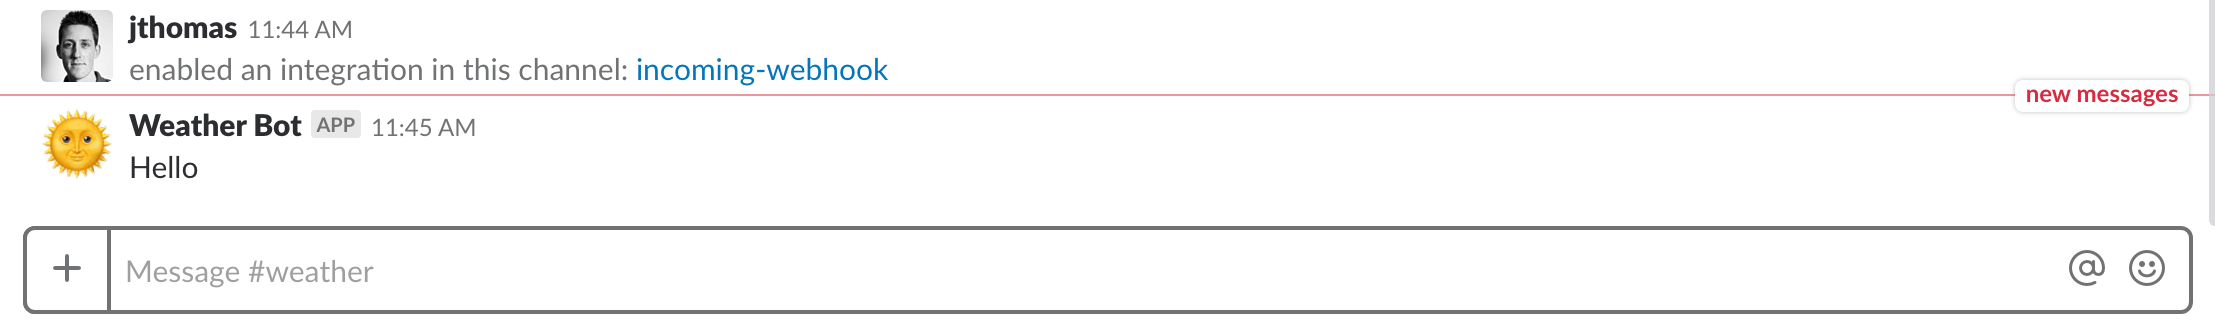 jthomas 11:44 AM
enabled an integration in this channel: incoming-webhook
new messages
Weather Bot APP 11:45 AM
Hello
Message #weather